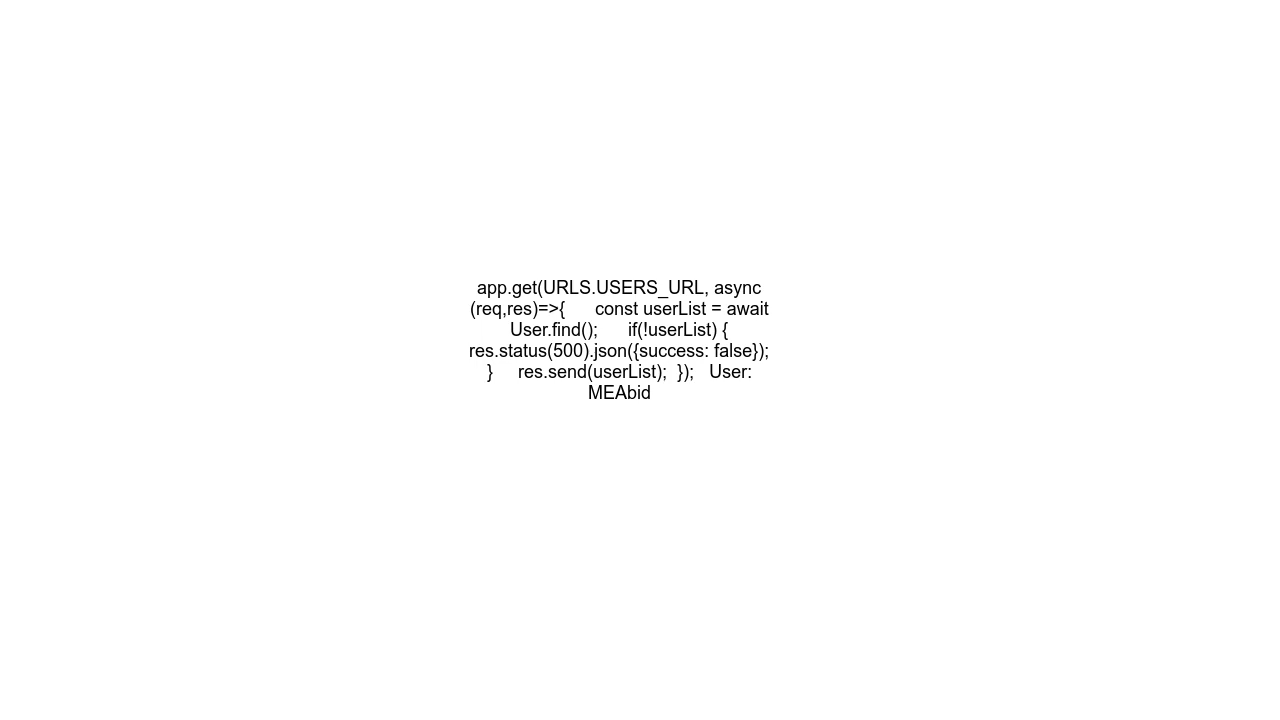 app.get(URLS.USERS_URL, async
(req,res)=>{      const userList = await
User.find();      if(!userList) {
res.status(500).json({success: false});
}     res.send(userList);  });   User:
MEAbid